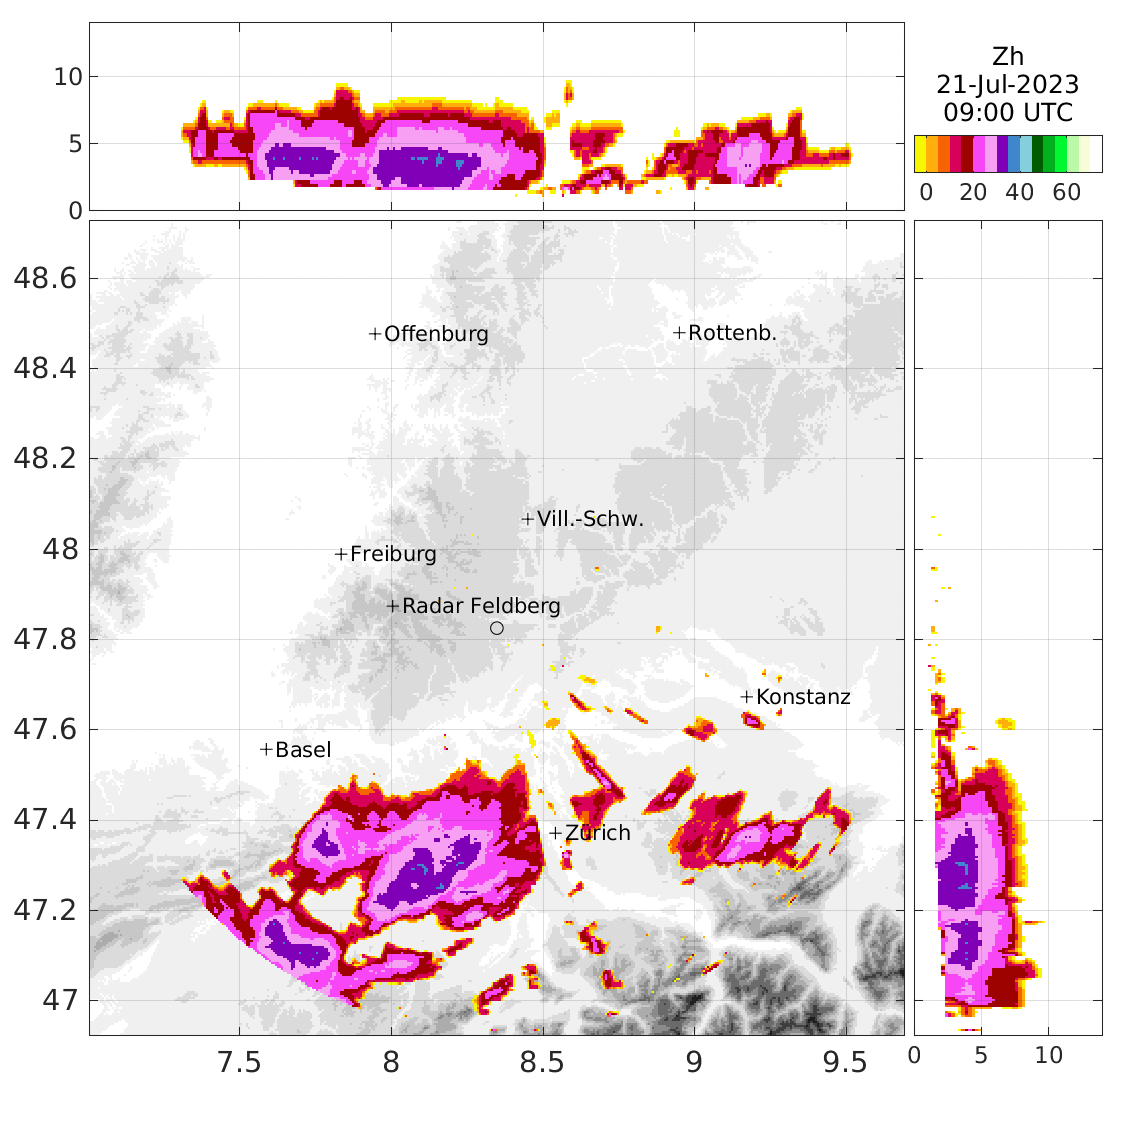 10
5
0
Zh
21-Jul-2023
09:00 UTC
0 20 40 60
48.6
48.4
48.2
48
47.8
47.6
47.4
47.2
47
+Offenburg
+Rottenb.
+Vill.-Schw.
+Freiburg
+Radar Feldberg
+Konstanz
+Basel
+Zürich
7.5 8 8.5 9 9.5
0 5 10